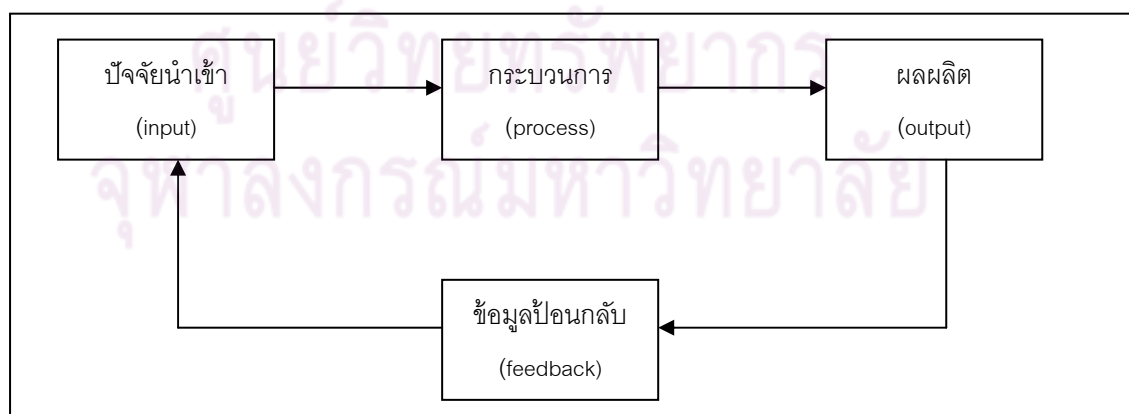 ศูนย์วิทยทรัพยากร
จุฬาลงกรณ์มหาวิทยาลัย
ปัจจัยนำเข้า
(input)
กระบวนการ
(process)
ผลผลิต
(output)
ข้อมูลป้อนกลับ
(feedback)